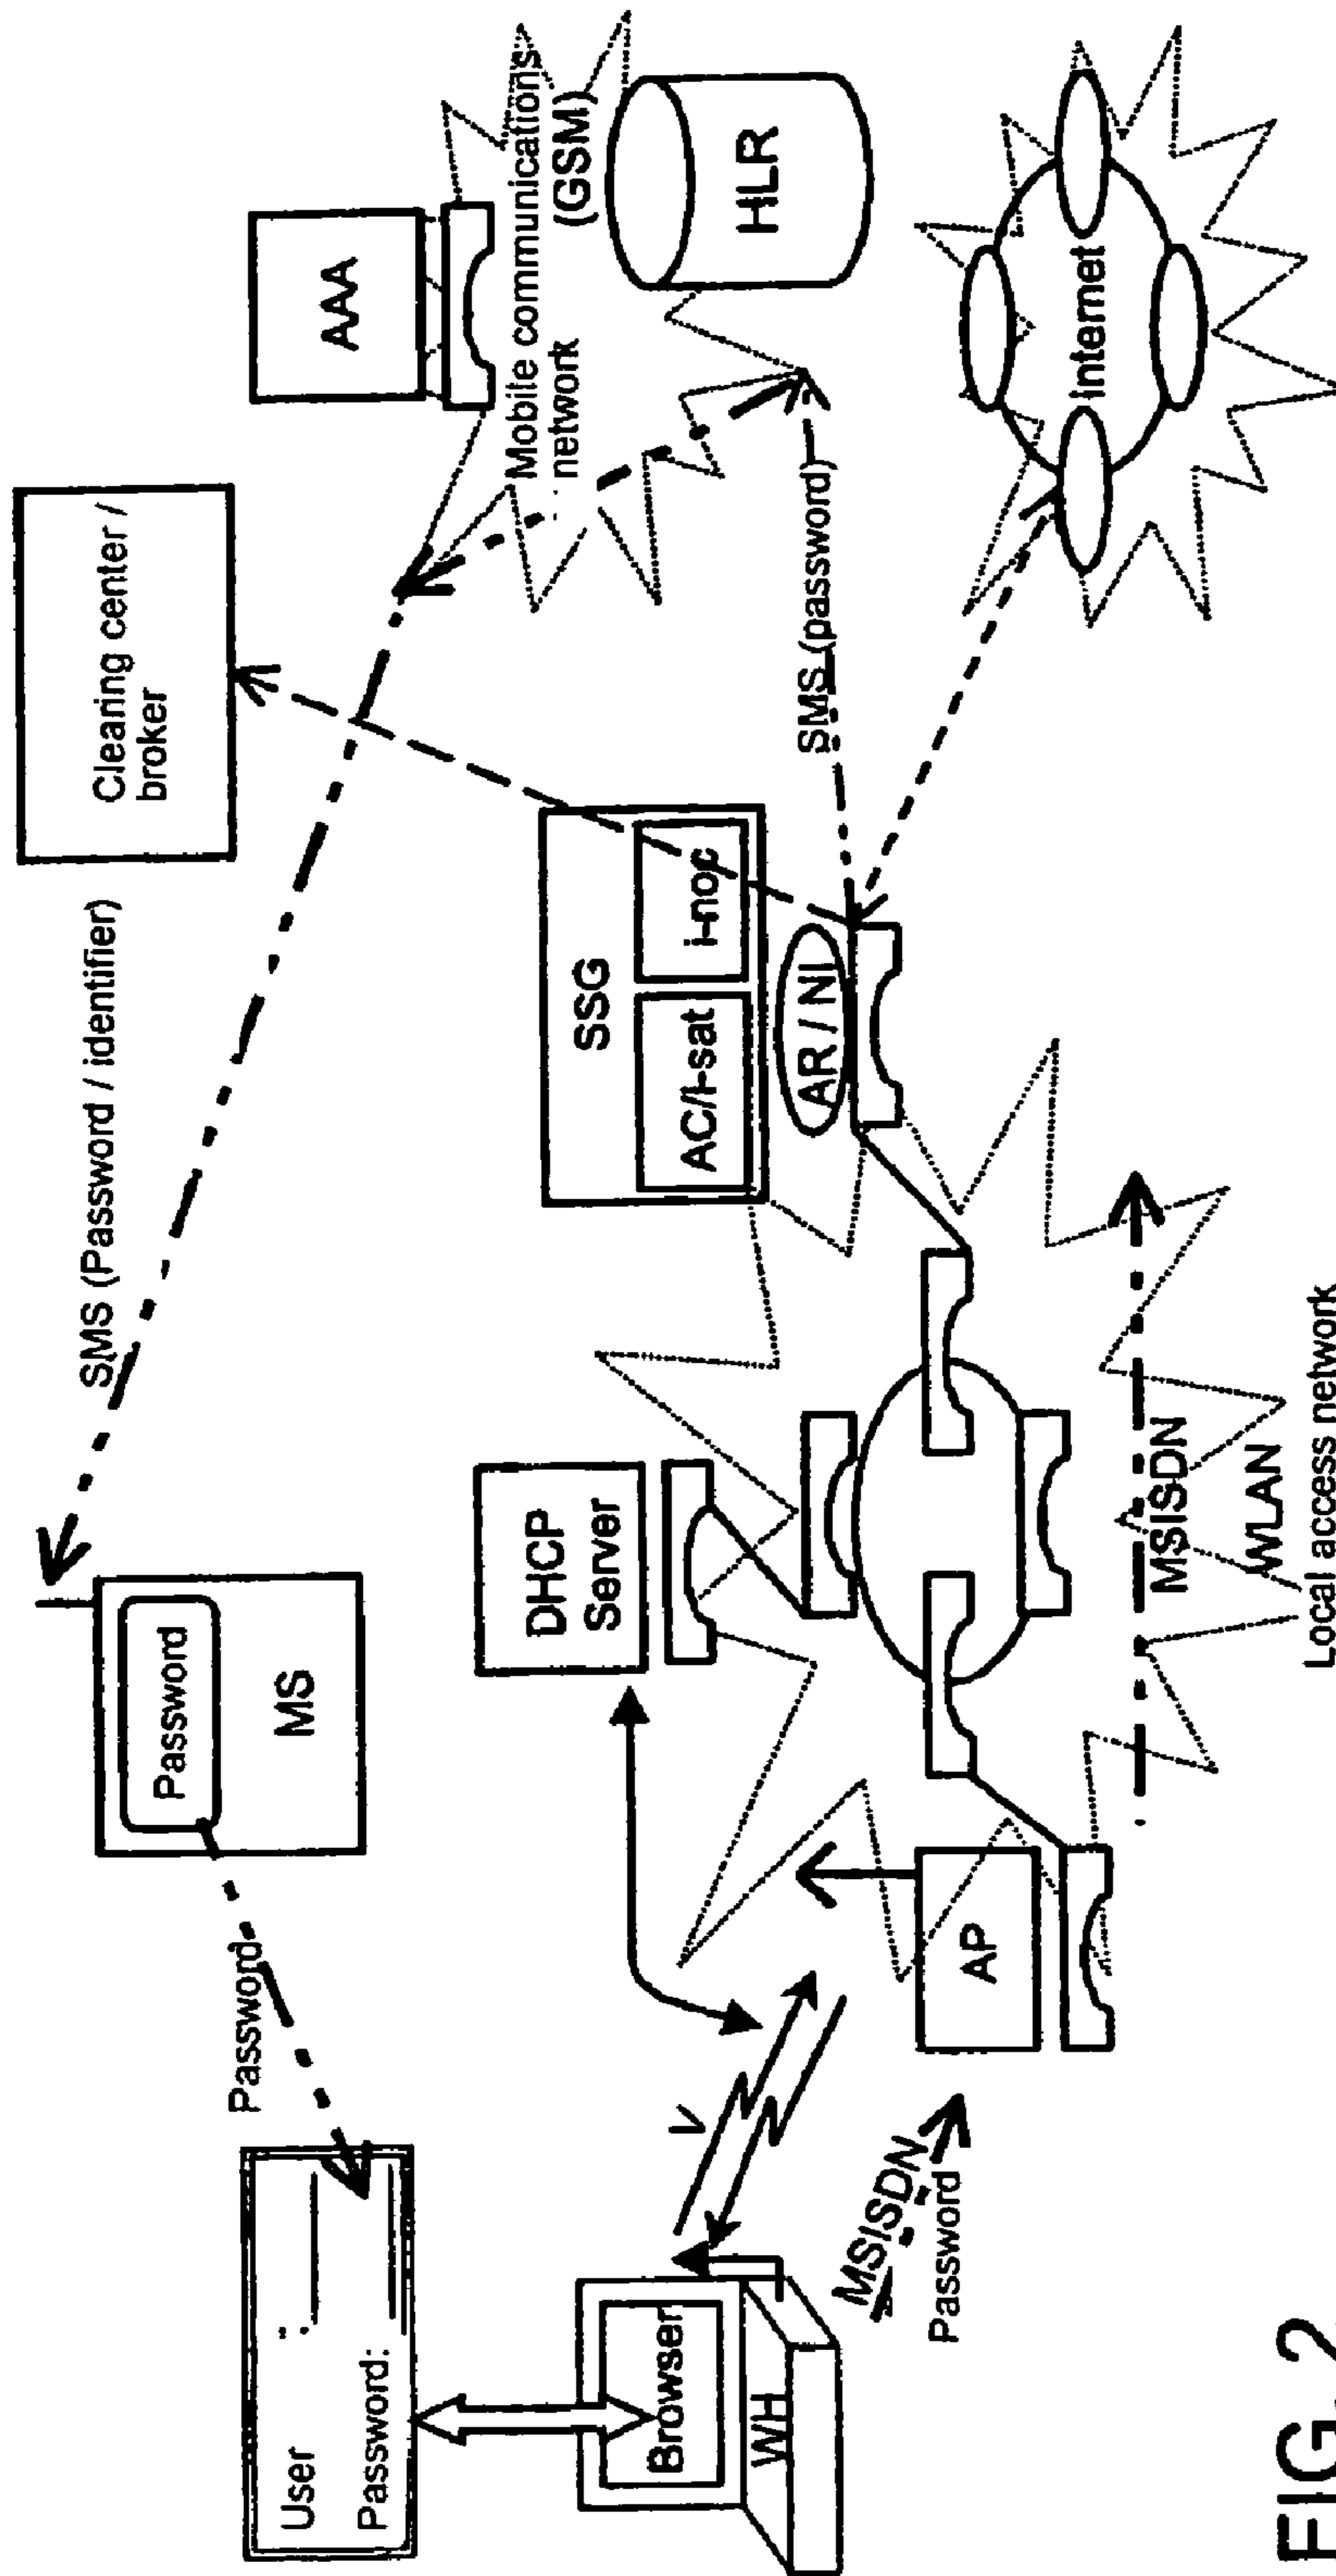 User :
Password:
Password
Password
MS
SMS (Password / identifier)
Clearing center /
broker
AAA
Mobile communications
network
(GSM)
HLR
Browser
WH
V
DHCP
Server
SSG
AC/I-sat
i-noc
AR / NI
SMS (password)
Internet
MSISDN
Password
AP
MSISDN
WLAN
Local access network
FIG. 2